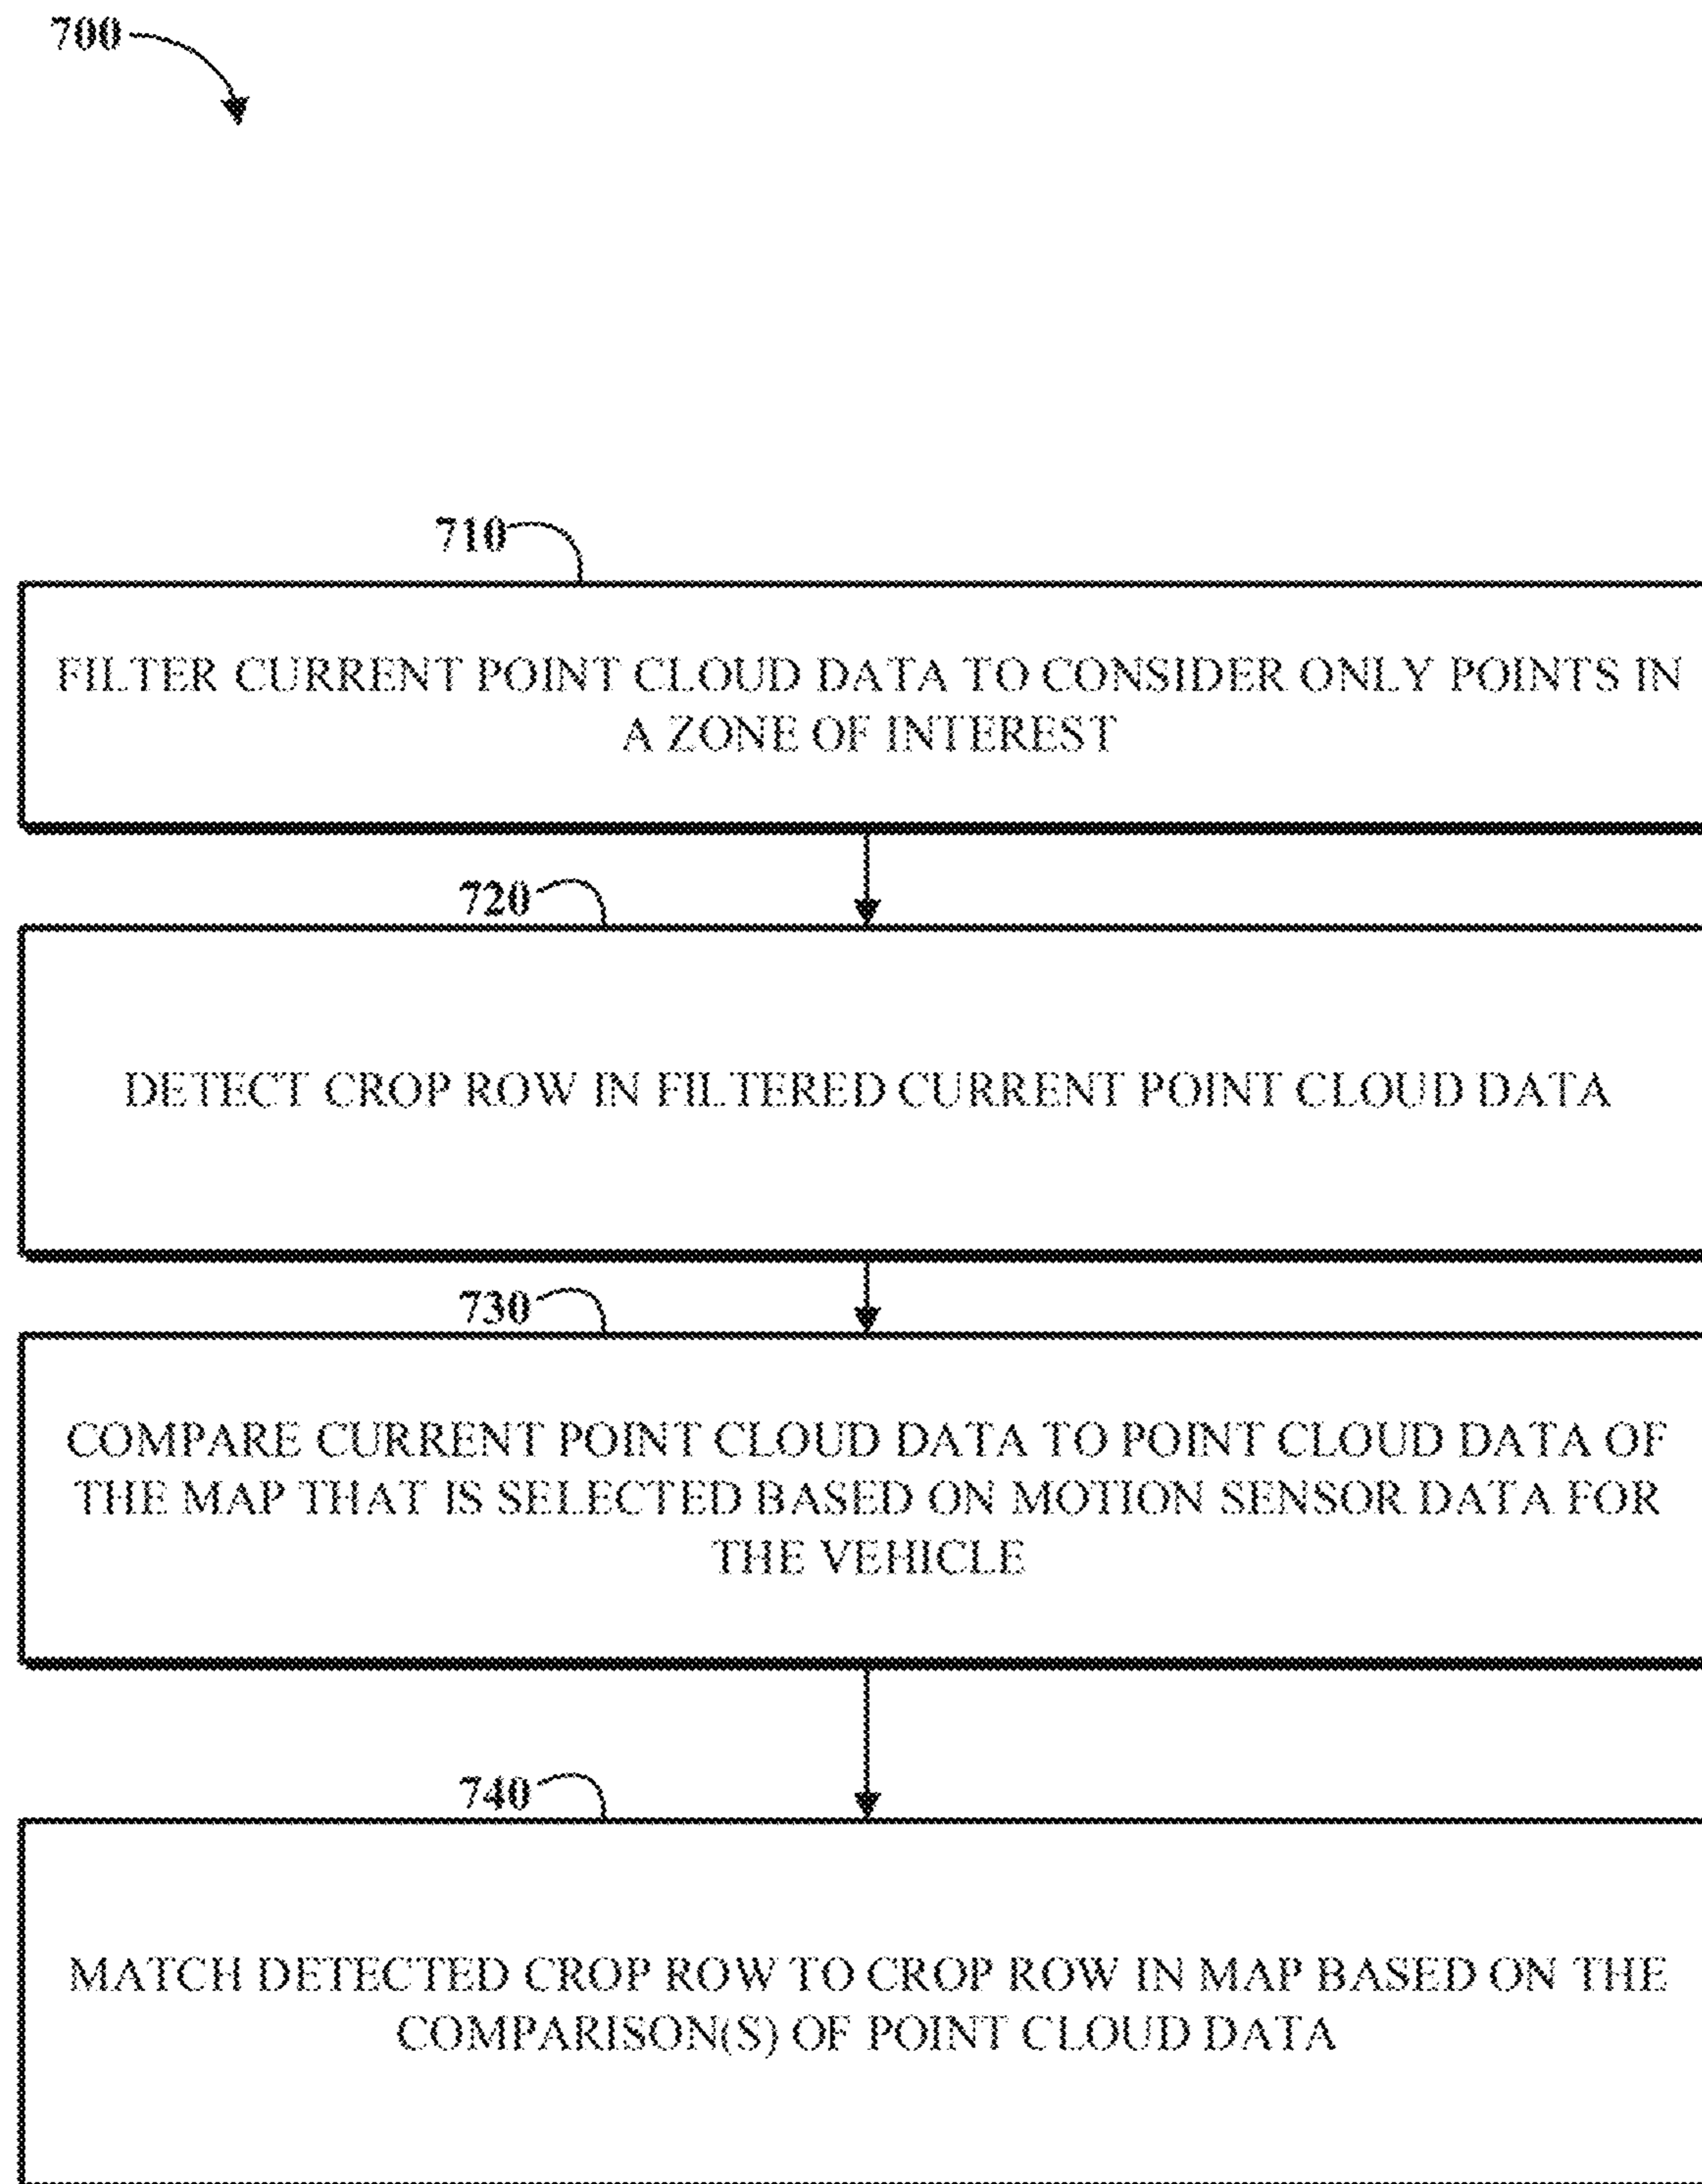 700
710
FILTER CURRENT POINT CLOUD DATA TO CONSIDER ONLY POINTS IN
A ZONE OF INTEREST
720
DETECT CROP ROW IN FILTERED CURRENT POINT CLOUD DATA
730
COMPARE CURRENT POINT CLOUD DATA TO POINT CLOUD DATA OF
THE MAP THAT IS SELECTED BASED ON MOTION SENSOR DATA FOR
THE VEHICLE
740
MATCH DETECTED CROP ROW TO CROP ROW IN MAP BASED ON THE
COMPARISON(S) OF POINT CLOUD DATA